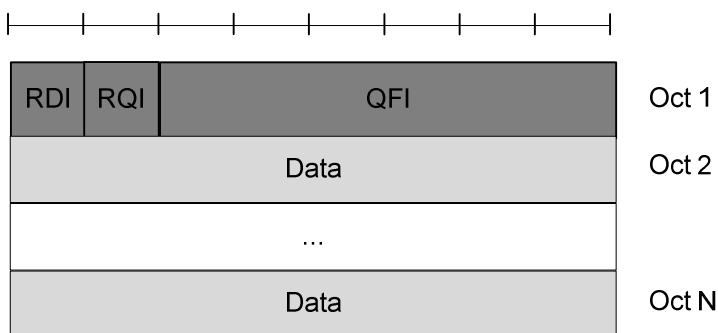 RDI RQI QFI Oct 1
Data Oct 2
...
Data Oct N